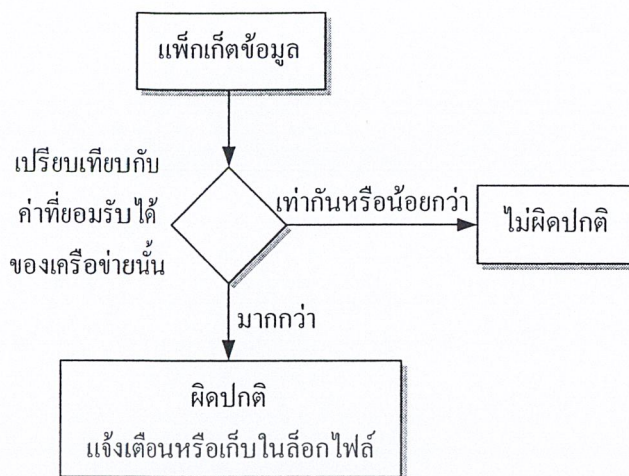 แพ็กเก็ตข้อมูล
เปรียบเทียบกับ
ค่าที่ยอมรับได้
ของเครือข่ายนั้น
เท่ากันหรือน้อยกว่า
ไม่ผิดปกติ
มากกว่า
ผิดปกติ
แจ้งเตือนหรือเก็บในล็อกไฟล์